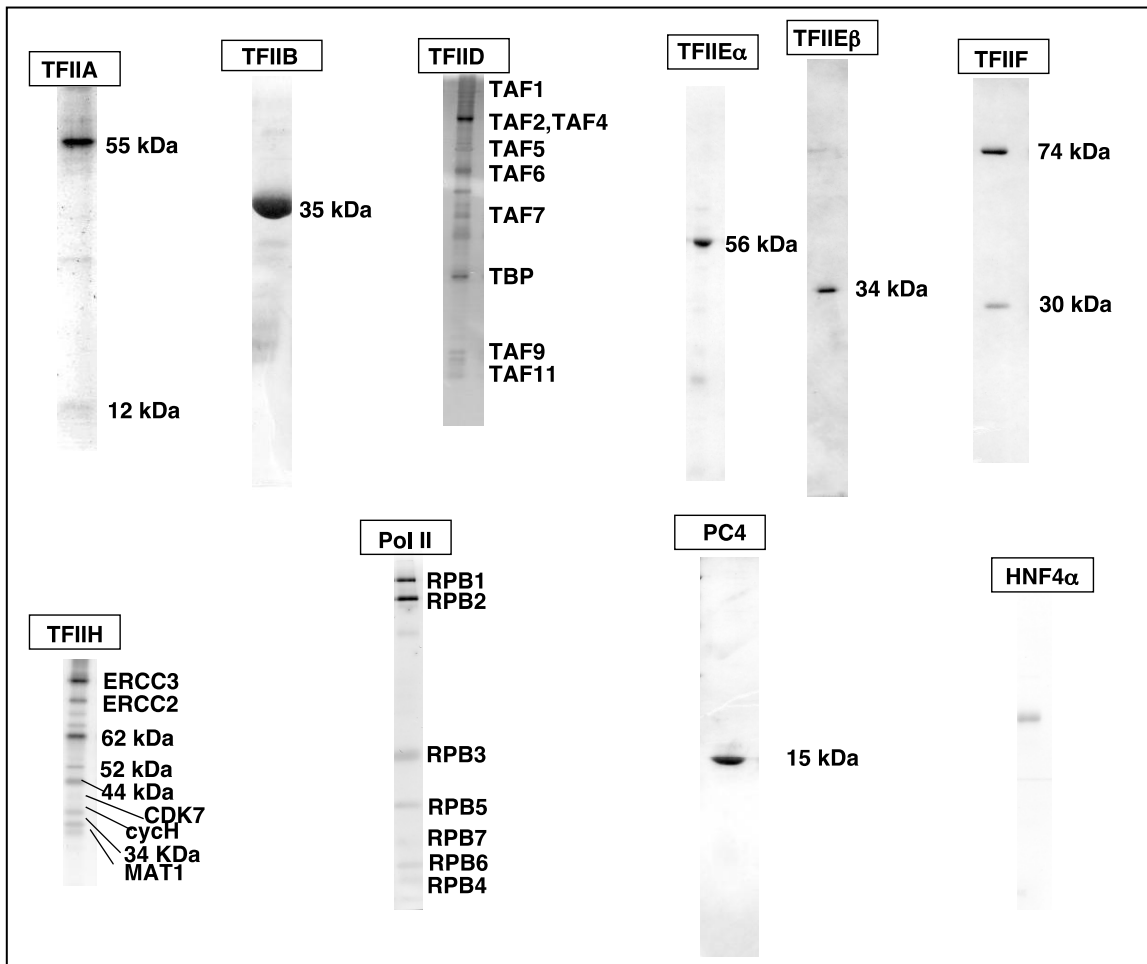 TFIIA
55 kDa
12 kDa
TFIIB
35 kDa
TFIID
TAF1
TAF2,TAF4
TAF5
TAF6
TAF7
TBP
TAF9
TAF11
TFIIEα
56 kDa
TFIIEβ
34 kDa
TFIIF
74 kDa
30 kDa
TFIIH
ERCC3
ERCC2
62 kDa
52 kDa
44 kDa
CDK7
cycH
34 KDa
MAT1
Pol II
RPB1
RPB2
RPB3
RPB5
RPB7
RPB6
RPB4
PC4
15 kDa
HNF4α